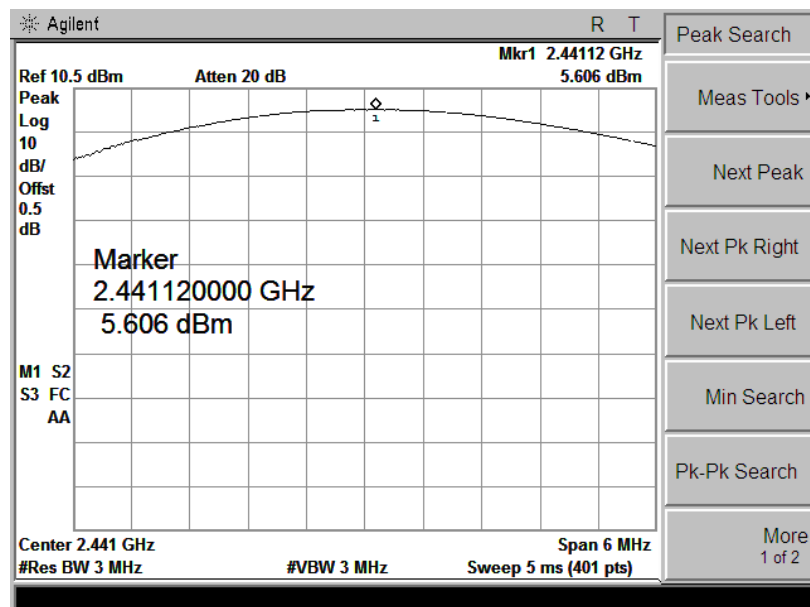 Agilent R T
Mkr1 2.44112 GHz
Ref 10.5 dBm Atten 20 dB 5.606 dBm
Peak
Log
10
dB/
Offst
0.5
dB
1
Marker
2.441120000 GHz
5.606 dBm
M1 S2
S3 FC
AA
Center 2.441 GHz Span 6 MHz
#Res BW 3 MHz #VBW 3 MHz Sweep 5 ms (401 pts)
Peak Search
Meas Tools
Next Peak
Next Pk Right
Next Pk Left
Min Search
Pk-Pk Search
More
1 of 2